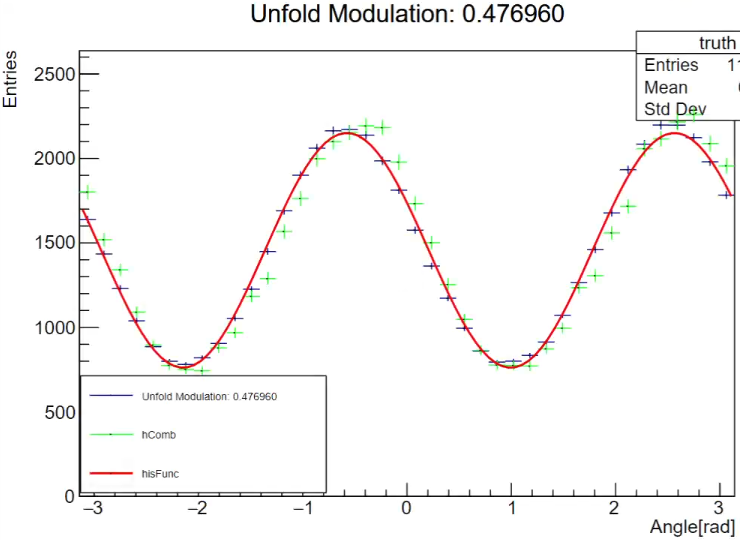 Unfold Modulation: 0.476960
truth
Entries 11
Mean
Std Dev
Entries
2500
2000
1500
1000
500
0
Unfold Modulation: 0.476960
hComb
hisFunc
−3 −2 −1 0 1 2 3
Angle[rad]